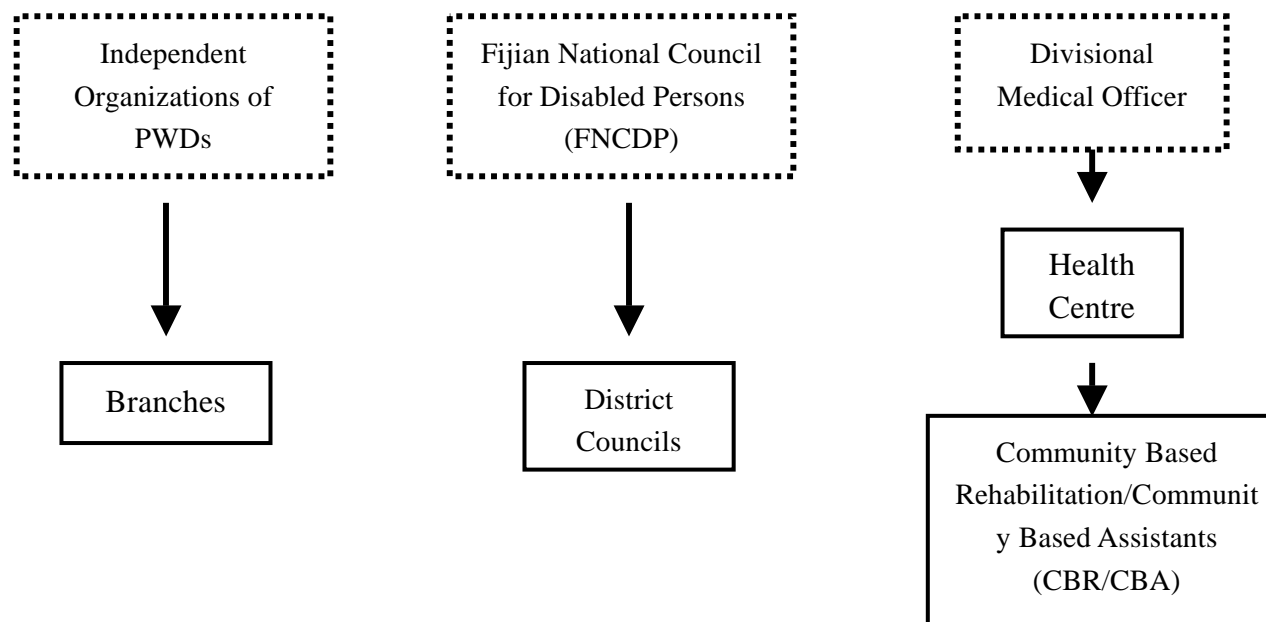 Independent
Organizations of
PWDs
Fijian National Council
for Disabled Persons
(FNCDP)
Divisional
Medical Officer
Health
Centre
Branches
District
Councils
Community Based
Rehabilitation/Communit
y Based Assistants
(CBR/CBA)